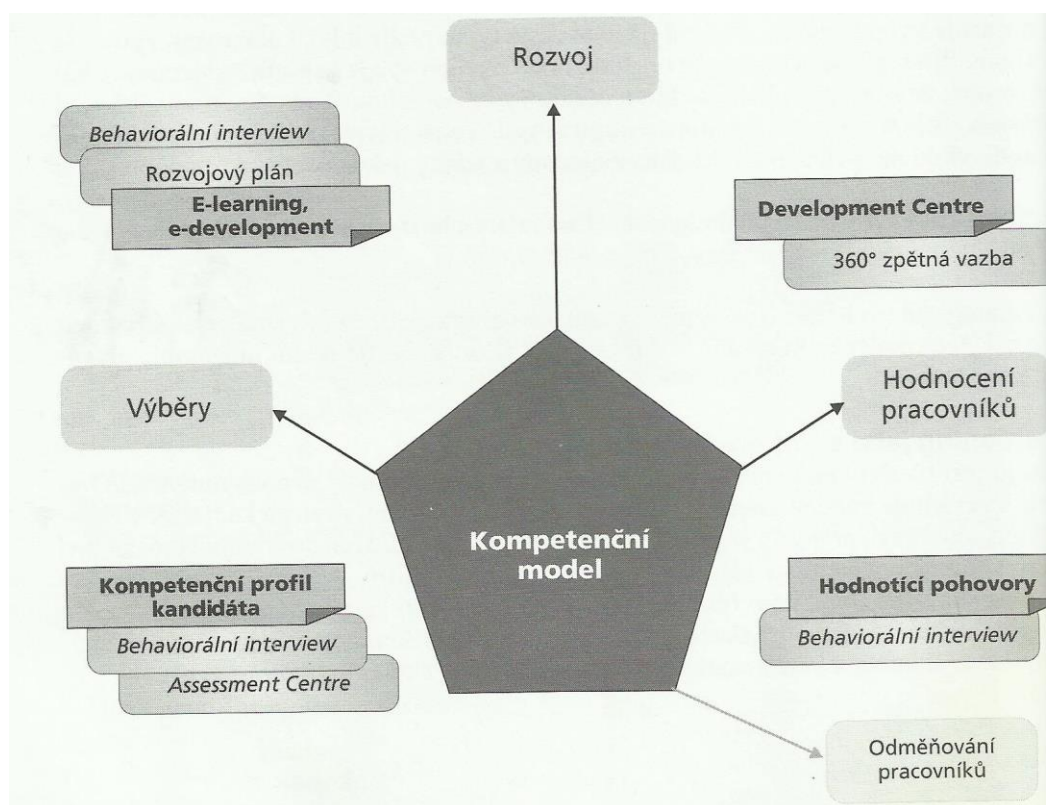 Rozvoj
Behaviorální interview
Rozvojový plán
E-learning,
e-development
Development Centre
360° zpětná vazba
Výběry
Hodnocení
pracovníků
Kompetenční
model
Kompetenční profil
kandidáta
Behaviorální interview
Assessment Centre
Hodnotící pohovory
Behaviorální interview
Odměňování
pracovníků